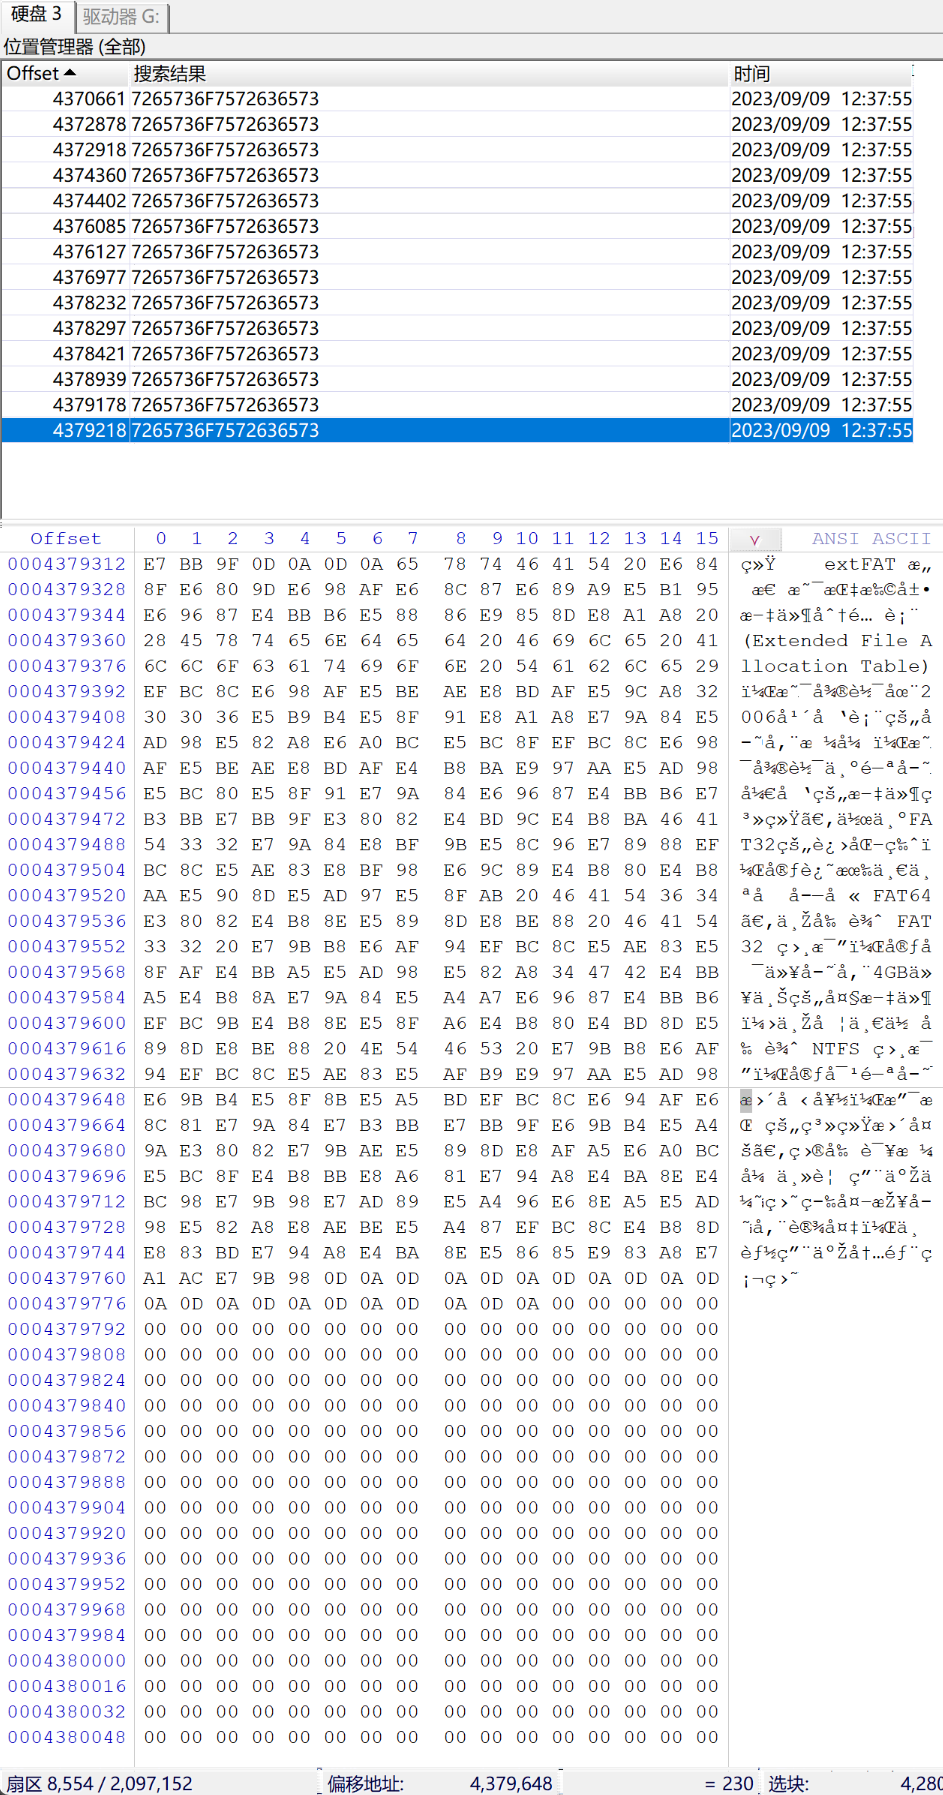 硬盘 3 驱动器 G:
位置管理器 (全部)
Offset 搜索结果 时间
4370661 7265736F7572636573 2023/09/09 12:37:55
4372878 7265736F7572636573 2023/09/09 12:37:55
4372918 7265736F7572636573 2023/09/09 12:37:55
4374360 7265736F7572636573 2023/09/09 12:37:55
4374402 7265736F7572636573 2023/09/09 12:37:55
4376085 7265736F7572636573 2023/09/09 12:37:55
4376127 7265736F7572636573 2023/09/09 12:37:55
4376977 7265736F7572636573 2023/09/09 12:37:55
4378232 7265736F7572636573 2023/09/09 12:37:55
4378297 7265736F7572636573 2023/09/09 12:37:55
4378421 7265736F7572636573 2023/09/09 12:37:55
4378939 7265736F7572636573 2023/09/09 12:37:55
4379178 7265736F7572636573 2023/09/09 12:37:55
4379218 7265736F7572636573 2023/09/09 12:37:55
Offset 0 1 2 3 4 5 6 7 8 9 10 11 12 13 14 15 ANSI ASCII
0004379312 E7 BB 9F 0D 0A 0D 0A 65 78 74 46 41 54 20 E6 84 ç»Ÿ extFAT æ„
0004379328 8F E6 80 9D E6 98 AF E6 8C 87 E6 89 A9 E5 B1 95 æ€ æ˜¯æŒ‡æ‰©å±•
0004379344 E6 96 87 E4 BB B6 E5 88 86 E9 85 8D E8 A1 A8 20 æ–‡ä»¶åˆ†é… è¡¨
0004379360 28 45 78 74 65 6E 64 65 64 20 46 69 6C 65 20 41 (Extended File A
0004379376 6C 6C 6F 63 61 74 69 6F 6E 20 54 61 62 6C 65 29 llocation Table)
0004379392 EF BC 8C E6 98 AF E5 BE AE E8 BD AF E5 9C A8 32 ï¼Œæ˜¯å¾®è½¯åœ¨2
0004379408 30 30 36 E5 B9 B4 E5 8F 91 E8 A1 A8 E7 9A 84 E5 006å¹´å ‘è¡¨çš„å
0004379424 AD 98 E5 82 A8 E6 A0 BC E5 BC 8F EF BC 8C E6 98 -˜å‚¨æ ¼å¼ ï¼Œæ˜
0004379440 AF E5 BE AE E8 BD AF E4 B8 BA E9 97 AA E5 AD 98 ¯å¾®è½¯ä¸ºé—ªå-˜
0004379456 E5 BC 80 E5 8F 91 E7 9A 84 E6 96 87 E4 BB B6 E7 å¼€å ‘çš„æ–‡ä»¶ç
0004379472 B3 BB E7 BB 9F E3 80 82 E4 BD 9C E4 B8 BA 46 41 ³»ç»Ÿã€‚ä½œä¸ºFA
0004379488 54 33 32 E7 9A 84 E8 BF 9B E5 8C 96 E7 89 88 EF T32çš„è¿›åŒ–ç‰ˆï
0004379504 BC 8C E5 AE 83 E8 BF 98 E6 9C 89 E4 B8 80 E4 B8 ¼Œå®ƒè¿˜æœ‰ä¸€ä¸
0004379520 AA E5 90 8D E5 AD 97 E5 8F AB 20 46 41 54 36 34 ªå å-—å « FAT64
0004379536 E3 80 82 E4 B8 8E E5 89 8D E8 BE 88 20 46 41 54 ã€‚ä¸Žå‰ è¾ˆ FAT
0004379552 33 32 20 E7 9B B8 E6 AF 94 EF BC 8C E5 AE 83 E5 32 ç›¸æ¯”ï¼Œå®ƒå
0004379568 8F AF E4 BB A5 E5 AD 98 E5 82 A8 34 47 42 E4 BB ¯ä»¥å-˜å‚¨4GBä»
0004379584 A5 E4 B8 8A E7 9A 84 E5 A4 A7 E6 96 87 E4 BB B6 ¥ä¸Šçš„å¤§æ–‡ä»¶
0004379600 EF BC 9B E4 B8 8E E5 8F A6 E4 B8 80 E4 BD 8D E5 ï¼›ä¸Žå ¦ä¸€ä½ å
0004379616 89 8D E8 BE 88 20 4E 54 46 53 20 E7 9B B8 E6 AF ‰ è¾ˆ NTFS ç›¸æ¯
0004379632 94 EF BC 8C E5 AE 83 E5 AF B9 E9 97 AA E5 AD 98 ”ï¼Œå®ƒå¯¹é—ªå-˜
0004379648 E6 9B B4 E5 8F 8B E5 A5 BD EF BC 8C E6 94 AF E6 æ›´å ‹å¥½ï¼Œæ”¯æ
0004379664 8C 81 E7 9A 84 E7 B3 BB E7 BB 9F E6 9B B4 E5 A4 Œ çš„ç³»ç»Ÿæ›´å¤
0004379680 9A E3 80 82 E7 9B AE E5 89 8D E8 AF A5 E6 A0 BC šã€‚ç›®å‰ è¯¥æ ¼
0004379696 E5 BC 8F E4 B8 BB E8 A6 81 E7 94 A8 E4 BA 8E E4 å¼ ä¸»è¦ ç”¨äºŽä
0004379712 BC 98 E7 9B 98 E7 AD 89 E5 A4 96 E6 8E A5 E5 AD ¼˜ç›˜ç-‰å¤–æŽ¥å-
0004379728 98 E5 82 A8 E8 AE BE E5 A4 87 EF BC 8C E4 B8 8D ˜å‚¨è®¾å¤‡ï¼Œä¸
0004379744 E8 83 BD E7 94 A8 E4 BA 8E E5 86 85 E9 83 A8 E7 èƒ½ç”¨äºŽå†…éƒ¨ç
0004379760 A1 AC E7 9B 98 0D 0A 0D 0A 0D 0A 0D 0A 0D 0A 0D ¡¬ç›˜
0004379776 0A 0D 0A 0D 0A 0D 0A 0D 0A 0D 0A 00 00 00 00 00
0004379792 00 00 00 00 00 00 00 00 00 00 00 00 00 00 00 00
0004379808 00 00 00 00 00 00 00 00 00 00 00 00 00 00 00 00
0004379824 00 00 00 00 00 00 00 00 00 00 00 00 00 00 00 00
0004379840 00 00 00 00 00 00 00 00 00 00 00 00 00 00 00 00
0004379856 00 00 00 00 00 00 00 00 00 00 00 00 00 00 00 00
0004379872 00 00 00 00 00 00 00 00 00 00 00 00 00 00 00 00
0004379888 00 00 00 00 00 00 00 00 00 00 00 00 00 00 00 00
0004379904 00 00 00 00 00 00 00 00 00 00 00 00 00 00 00 00
0004379920 00 00 00 00 00 00 00 00 00 00 00 00 00 00 00 00
0004379936 00 00 00 00 00 00 00 00 00 00 00 00 00 00 00 00
0004379952 00 00 00 00 00 00 00 00 00 00 00 00 00 00 00 00
0004379968 00 00 00 00 00 00 00 00 00 00 00 00 00 00 00 00
0004379984 00 00 00 00 00 00 00 00 00 00 00 00 00 00 00 00
0004380000 00 00 00 00 00 00 00 00 00 00 00 00 00 00 00 00
0004380016 00 00 00 00 00 00 00 00 00 00 00 00 00 00 00 00
0004380032 00 00 00 00 00 00 00 00 00 00 00 00 00 00 00 00
0004380048 00 00 00 00 00 00 00 00 00 00 00 00 00 00 00 00
扇区 8,554 / 2,097,152 偏移地址: 4,379,648 = 230 选块: 4,280